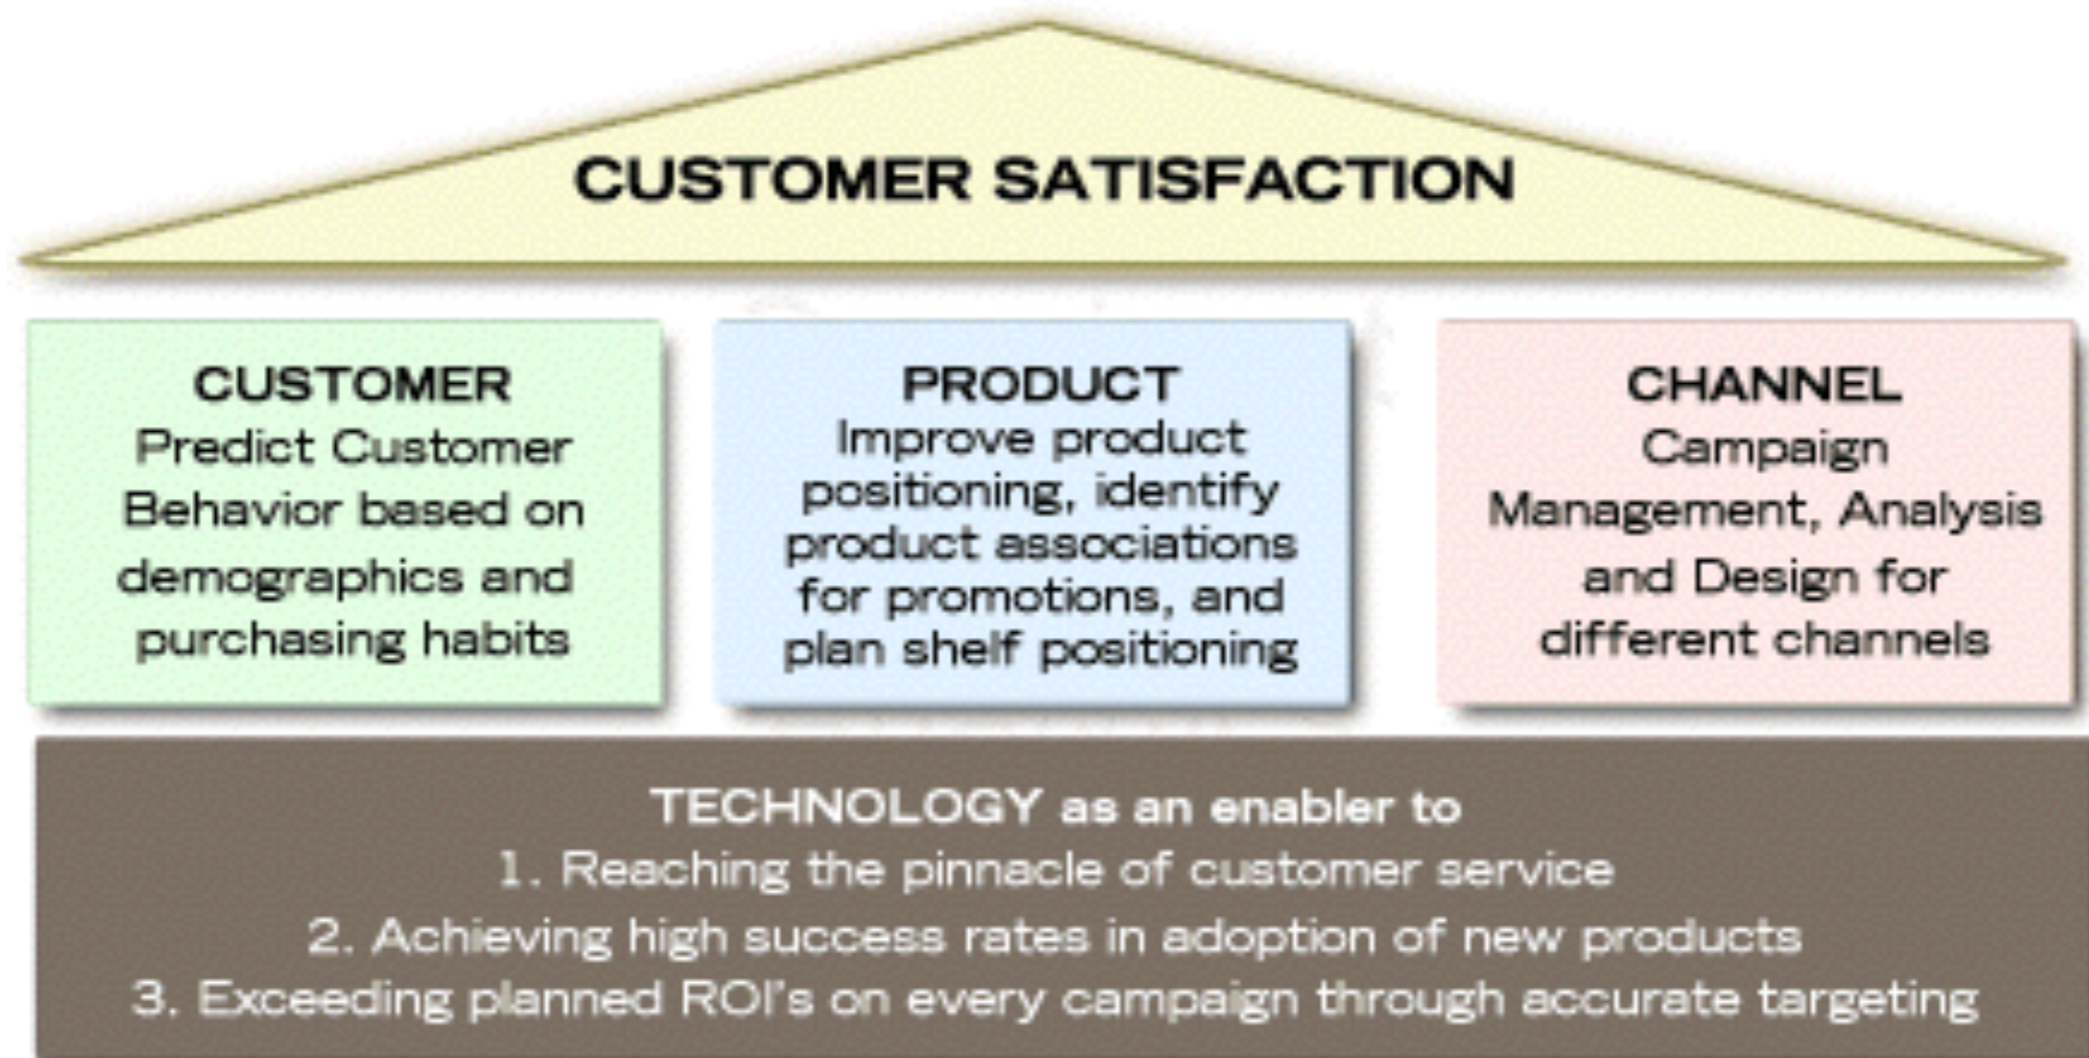 CUSTOMER SATISFACTION
CUSTOMER
Predict Customer
Behavior based on
demographics and
purchasing habits
PRODUCT
Improve product
positioning, identify
product associations
for promotions, and
plan shelf positioning
CHANNEL
Campaign
Management, Analysis
and Design for
different channels
TECHNOLOGY as an enabler to
1. Reaching the pinnacle of customer service
2. Achieving high success rates in adoption of new products
3. Exceeding planned ROI's on every campaign through accurate targeting